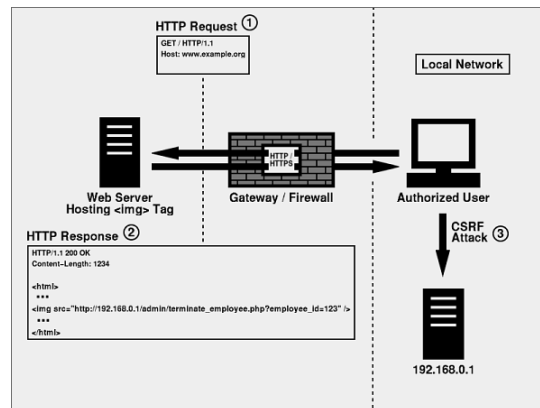 HTTP Request ①
GET / HTTP/1.1
Host: www.example.org
Local Network
HTTP /
HTTPS
Web Server
Hosting <img> Tag
Gateway / Firewall
Authorized User
HTTP Response ②
HTTP/1.1 200 OK
Content-Length: 1234
<html>
...
<img src="http://192.168.0.1/admin/terminate_employee.php?employee_id=123" />
...
</html>
CSRF
Attack ③
192.168.0.1